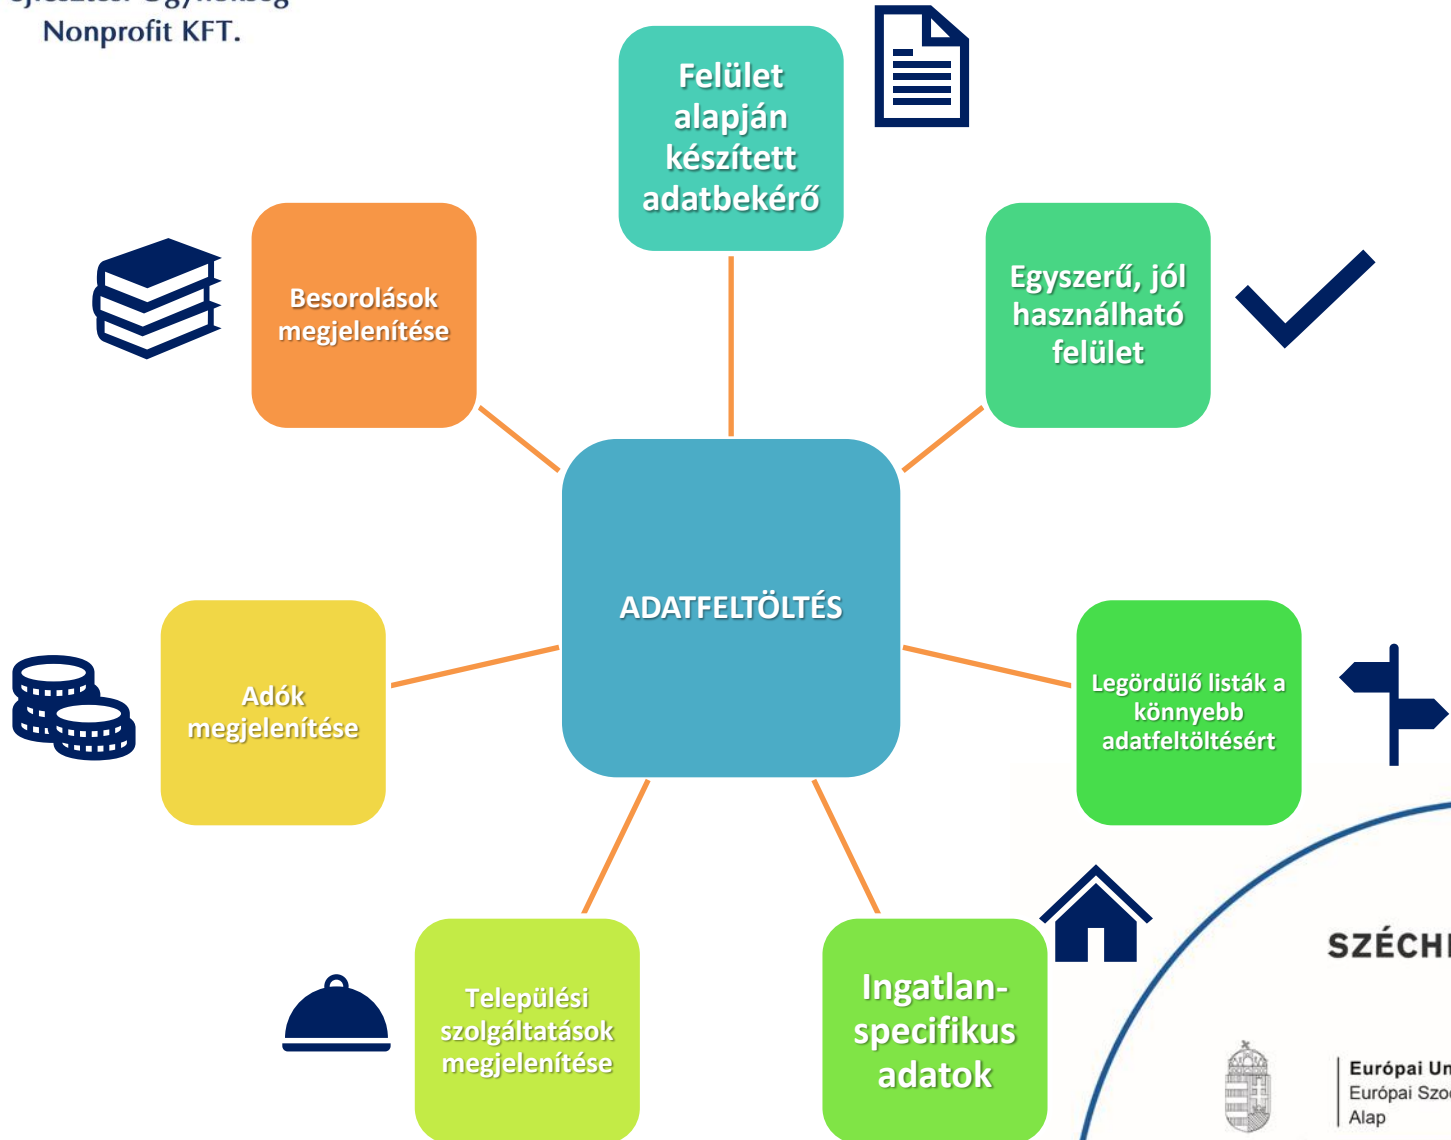 Nonprofit KFT.
Felület
alapján
készített
adatbekérő
Egyszerű, jól
használható
felület
Besorolások
megjelenítése
ADATFELTÖLTÉS
Legördülő listák a
könnyebb
adatfeltöltésért
Adók
megjelenítése
Települési
szolgáltatások
megjelenítése
Ingatlan-
specifikus
adatok
Európai
Európai
Alap